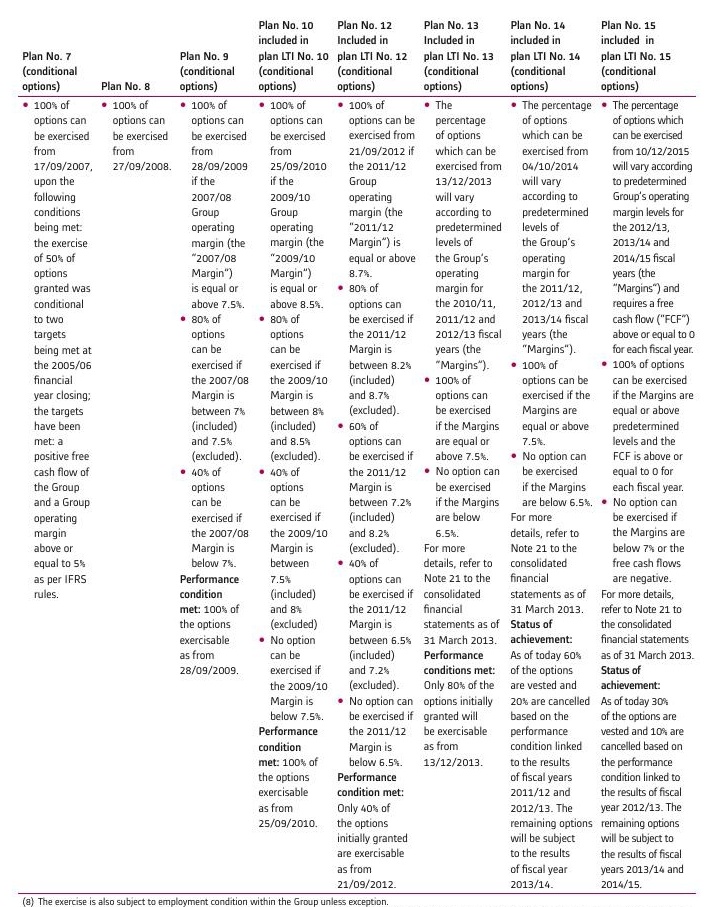 Plan No. 7
(conditional
options)
Plan No. 8
Plan No. 9
(conditional
options)
Plan No. 10
included in
plan LTI No. 10
(conditional
options)
Plan No. 12
Included in
plan LTI No. 12
(conditional
options)
Plan No. 13
Included in
plan LTI No. 13
(conditional
options)
Plan No. 14
included in
plan LTI No. 14
(conditional
options)
Plan No. 15
included in
plan LTI No. 15
(conditional
options)
• 100% of
options can
be exercised
from
17/09/2007,
upon the
following
conditions
being met:
the exercise
of 50% of
options
granted was
conditional
to two
targets
being met at
the 2005/06
financial
year closing;
the targets
have been
met: a
positive free
cash flow of
the Group
and a Group
operating
margin
above or
equal to 5%
as per IFRS
rules.
• 100% of
options can
be exercised
from
27/09/2008.
• 100% of
options can
be exercised
from
28/09/2009
if the
2007/08
Group
operating
margin (the
"2007/08
Margin")
is equal or
above 7.5%.
• 80% of
options
can be
exercised if
the 2007/08
Margin is
between 7%
(included)
and 7.5%
(excluded).
• 40% of
options
can be
exercised if
the 2007/08
Margin is
below 7%.
Performance
condition
met: 100% of
the options
exercisable
as from
28/09/2009.
• 100% of
options can
be exercised
from
25/09/2010
if the
2009/10
Group
operating
margin (the
"2009/10
Margin")
is equal or
above 8.5%.
• 80% of
options
can be
exercised if
the 2009/10
Margin is
between 8%
(included)
and 8.5%
(excluded).
• 40% of
options
can be
exercised if
the 2009/10
Margin is
between
7.5%
(included)
and 8%
(excluded)
• No option
can be
exercised if
the 2009/10
Margin is
below 7.5%.
Performance
condition
met: 100% of
the options
exercisable
as from
25/09/2010.
• 100% of
options can be
exercised from
21/09/2012 if
the 2011/12
Group
operating
margin (the
"2011/12
Margin") is
equal or above
8.7%.
• 80% of
options can
be exercised if
the 2011/12
Margin is
between 8.2%
(included)
and 8.7%
(excluded).
• 60% of
options can
be exercised if
the 2011/12
Margin is
between 7.2%
(included)
and 8.2%
(excluded).
• 40% of
options can
be exercised if
the 2011/12
Margin is
between 6.5%
(included)
and 7.2%
(excluded).
• No option can
be exercised if
the 2011/12
Margin is
below 6.5%.
Performance
condition met:
Only 40% of
the options
initially granted
are exercisable
as from
21/09/2012.
• The
percentage
of options
which can be
exercised from
13/12/2013
will vary
according to
predetermined
levels of
the Group's
operating
margin for
the 2010/11,
2011/12 and
2012/13 fiscal
years (the
"Margins").
• 100% of
options can
be exercised
if the Margins
are equal or
above 7.5%.
• No option can
be exercised
if the Margins
are below
6.5%.
For more
details, refer to
Note 21 to the
consolidated
financial
statements as of
31 March 2013.
Performance
conditions met:
Only 80% of the
options initially
granted will
be exercisable
as from
13/12/2013.
• The percentage
of options
which can be
exercised from
04/10/2014
will vary
according to
predetermined
levels of
the Group's
operating
margin for
the 2011/12,
2012/13 and
2013/14 fiscal
years (the
"Margins").
• 100% of
options can be
exercised if the
Margins are
equal or above
7.5%.
• No option can
be exercised
if the Margins
are below 6.5%.
For more
details, refer to
Note 21 to the
consolidated
financial
statements as of
31 March 2013.
Status of
achievement:
As of today 60%
of the options
are vested and
20% are cancelled
based on the
performance
condition linked
to the results
of fiscal years
2011/12 and
2012/13. The
remaining options
will be subject
to the results
of fiscal year
2013/14.
• The percentage
of options which
can be exercised
from 10/12/2015
will vary according
to predetermined
Group's operating
margin levels for
the 2012/13,
2013/14 and
2014/15 fiscal
years (the
"Margins") and
requires a free
cash flow ("FCF")
above or equal to 0
for each fiscal year.
• 100% of options
can be exercised
if the Margins are
equal or above
predetermined
levels and the
FCF is above or
equal to 0 for
each fiscal year.
• No option can
be exercised if
the Margins are
below 7% or the
free cash flows
are negative.
For more details,
refer to Note 21 to
the consolidated
financial statements
as of 31 March 2013.
Status of
achievement:
As of today 30%
of the options are
vested and 10% are
cancelled based on
the performance
condition linked to
the results of fiscal
year 2012/13. The
remaining options
will be subject to
the results of fiscal
years 2013/14 and
2014/15.
(8) The exercise is also subject to employment condition within the Group unless exception.